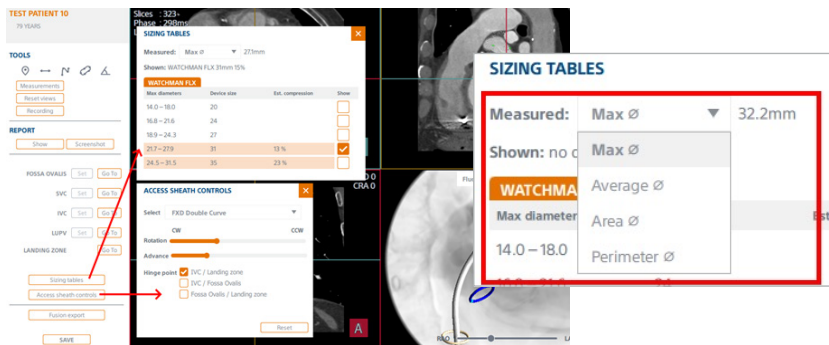 TEST PATIENT 10
79 YEARS
TOOLS
Measurements
Reset views
Recording
REPORT
Show Screenshot
FOSSA OVALIS Set Go To
SVC Set Go To
IVC Set Go To
LUPV Set Go To
LANDING ZONE Go To
Sizing tables
Access sheath controls
Fusion export
SAVE
Slices : 323-
Phase : 298ms
SIZING TABLES
Measured: Max Ø 27.1mm
Shown: WATCHMAN FLX 31mm 15%
WATCHMAN FLX
Max diameters Device size Est. compression Show
14.0 – 18.0 20
16.8 – 21.6 24
18.9 – 24.3 27
21.7 – 27.9 31 13 %
24.5 – 31.5 35 23 %
ACCESS SHEATH CONTROLS
Select FXD Double Curve
CW CCW
Rotation
Advance
Hinge point IVC / Landing zone
IVC / Fossa Ovalis
Fossa Ovalis / Landing zone
Reset
CRA 0
A
RAO
SIZING TABLES
Measured: Max Ø 32.2mm
Shown: no
Max Ø
Average Ø
Area Ø
Perimeter Ø
WATCHMA
Max diameter Est
14.0 – 18.0